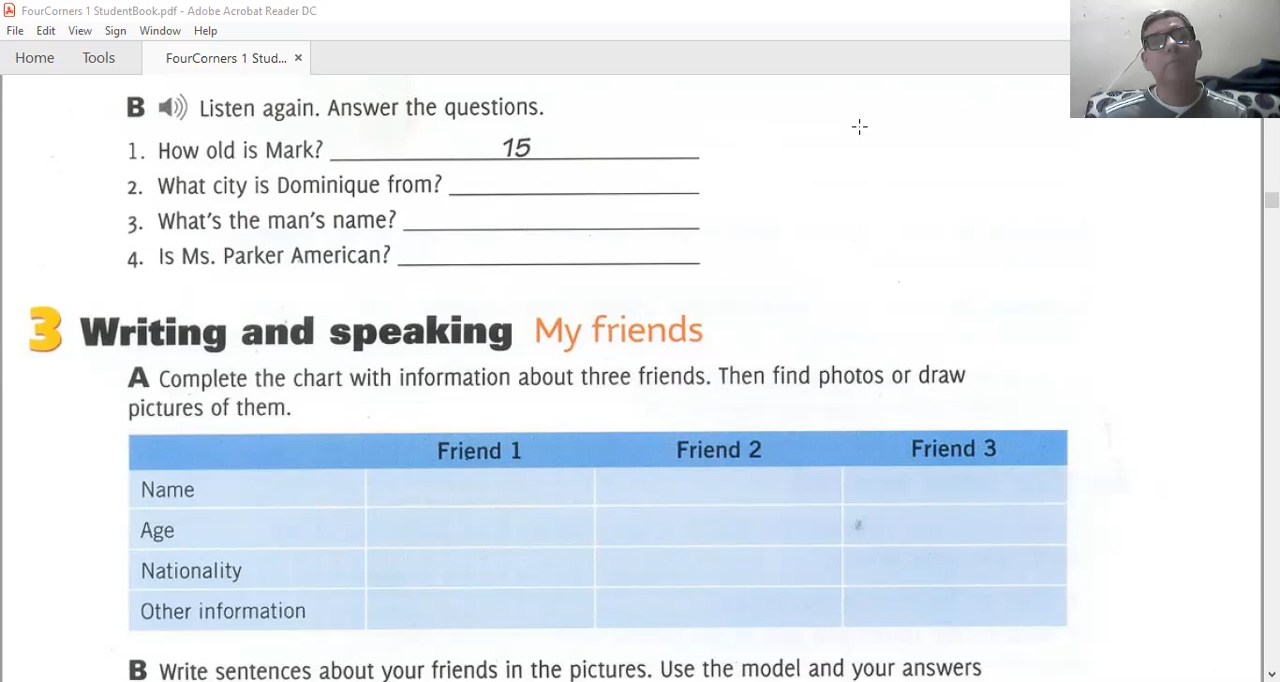 FourCorners 1 StudentBook.pdf - Adobe Acrobat Reader DC
File Edit View Sign Window Help
Home Tools FourCorners 1 Stud... ×
B Listen again. Answer the questions.
1. How old is Mark? 15
2. What city is Dominique from?
3. What's the man's name?
4. Is Ms. Parker American?
3 Writing and speaking My friends
A Complete the chart with information about three friends. Then find photos or draw
pictures of them.
Friend 1 Friend 2 Friend 3
Name
Age
Nationality
Other information
B Write sentences about your friends in the pictures. Use the model and your answers